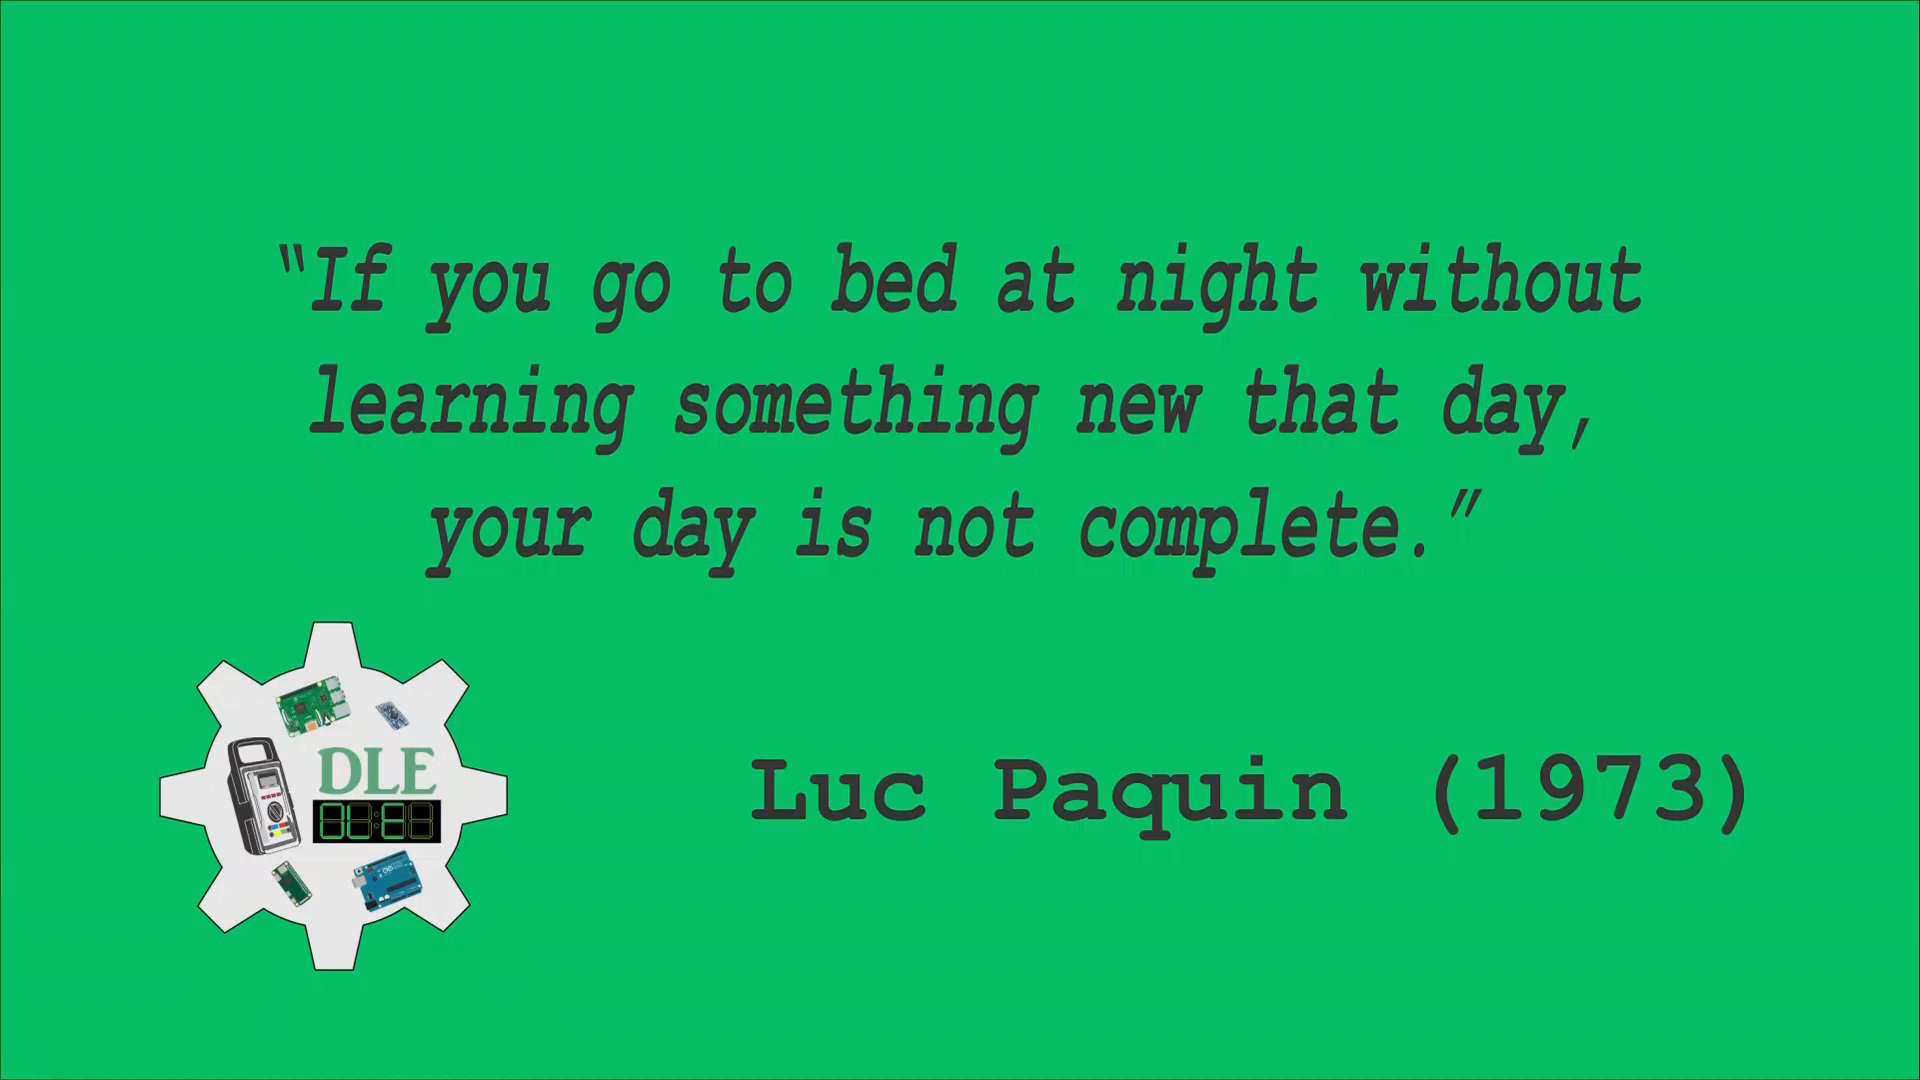 “If you go to bed at night without
learning something new that day,
your day is not complete.”
DLE
Luc Paquin (1973)